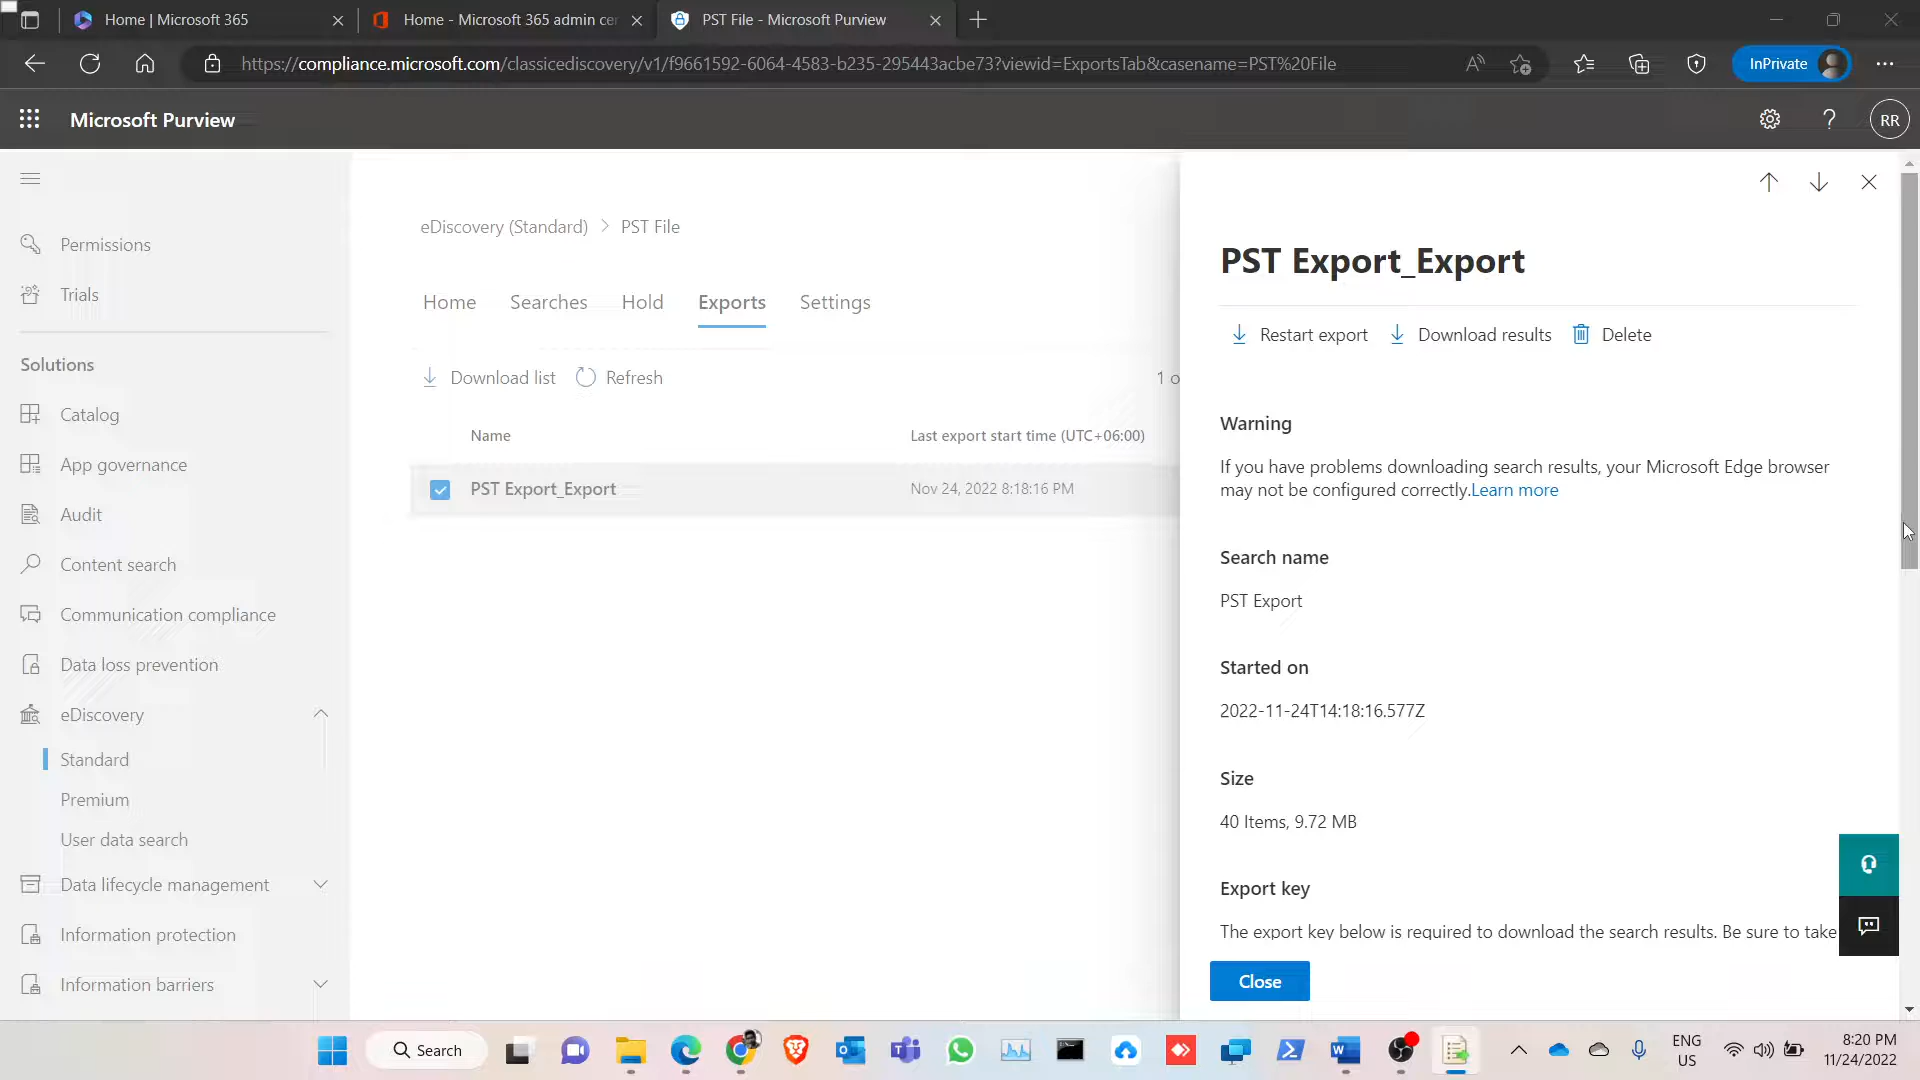 Home | Microsoft 365
Home - Microsoft 365 admin cer
PST File - Microsoft Purview
https://compliance.microsoft.com/classicediscovery/v1/f9661592-6064-4583-b235-295443acbe73?viewid=ExportsTab&casename=PST%20File
InPrivate
Microsoft Purview
RR
Permissions
Trials
Solutions
Catalog
App governance
Audit
Content search
Communication compliance
Data loss prevention
eDiscovery
Standard
Premium
User data search
Data lifecycle management
Information protection
Information barriers
eDiscovery (Standard) > PST File
Home Searches Hold Exports Settings
Download list Refresh
1 o
Name Last export start time (UTC+06:00)
PST Export_Export Nov 24, 2022 8:18:16 PM
PST Export_Export
Restart export Download results Delete
Warning
If you have problems downloading search results, your Microsoft Edge browser
may not be configured correctly.Learn more
Search name
PST Export
Started on
2022-11-24T14:18:16.577Z
Size
40 Items, 9.72 MB
Export key
The export key below is required to download the search results. Be sure to take
Close
Search
ENG
US
8:20 PM
11/24/2022